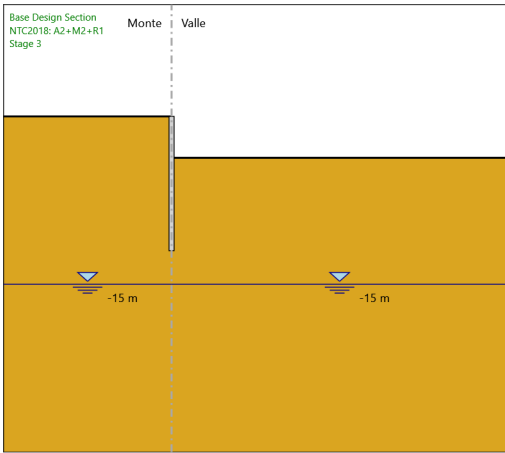 Base Design Section
NTC2018: A2+M2+R1
Stage 3
Monte Valle
-15 m -15 m